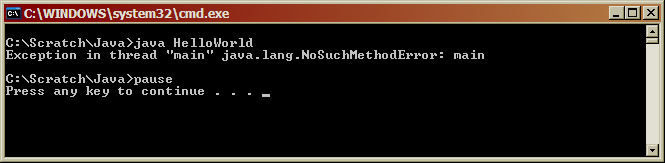 C:\WINDOWS\system32\cmd.exe
C:\Scratch\Java>java HelloWorld
Exception in thread "main" java.lang.NoSuchMethodError: main
C:\Scratch\Java>pause
Press any key to continue . . . _